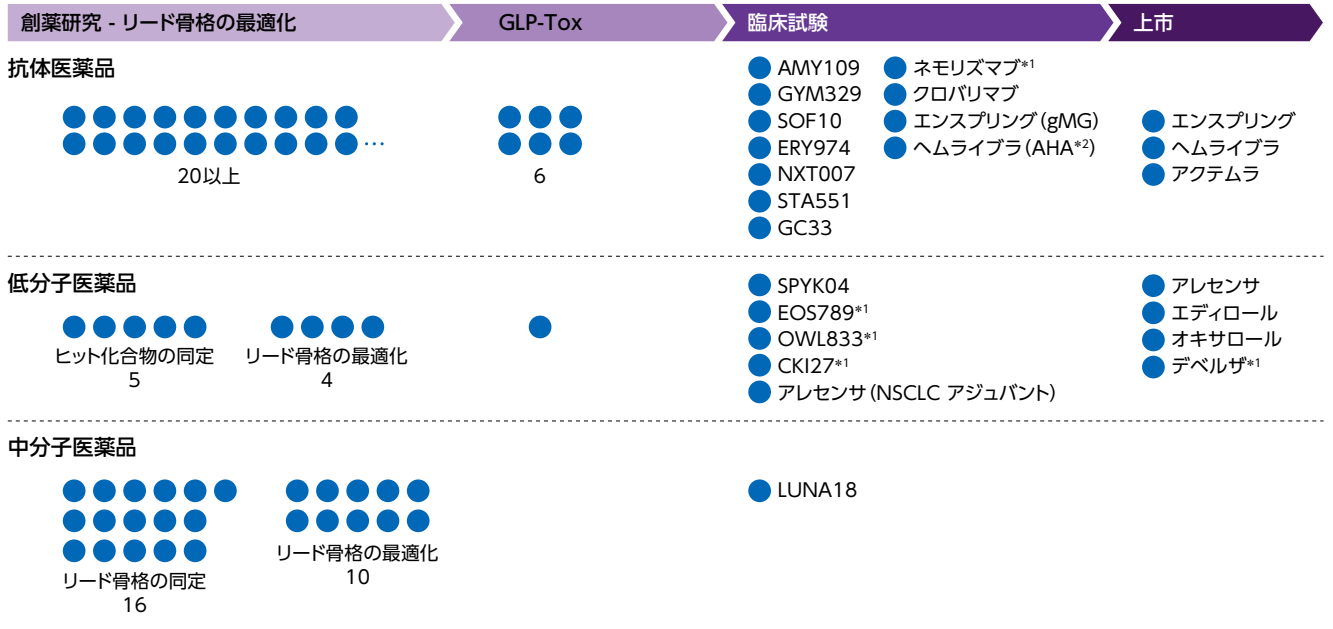 創薬研究 - リード骨格の最適化
GLP-Tox
臨床試験
上市
抗体医薬品
20以上
6
AMY109
GYM329
SOF10
ERY974
NXT007
STA551
GC33
ネモリズマブ*1
クロバリマブ
エンスプリング(gMG)
ヘムライブラ(AHA*2)
エンスプリング
ヘムライブラ
アクテムラ
低分子医薬品
ヒット化合物の同定
5
リード骨格の最適化
4
SPYK04
EOS789*1
OWL833*1
CKI27*1
アレセンサ(NSCLC アジュバント)
アレセンサ
エディロール
オキサロール
デベルザ*1
中分子医薬品
リード骨格の同定
16
リード骨格の最適化
10
LUNA18